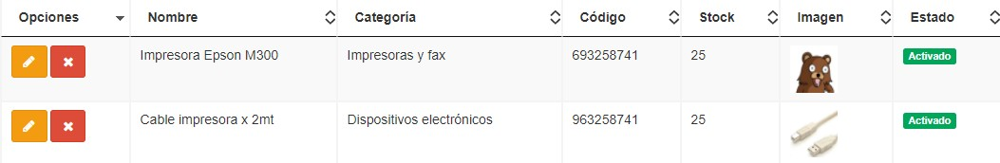 Opciones Nombre Categoría Código Stock Imagen Estado
Impresora Epson M300 Impresoras y fax 693258741 25 Activado
Cable impresora x 2mt Dispositivos electrónicos 963258741 25 Activado